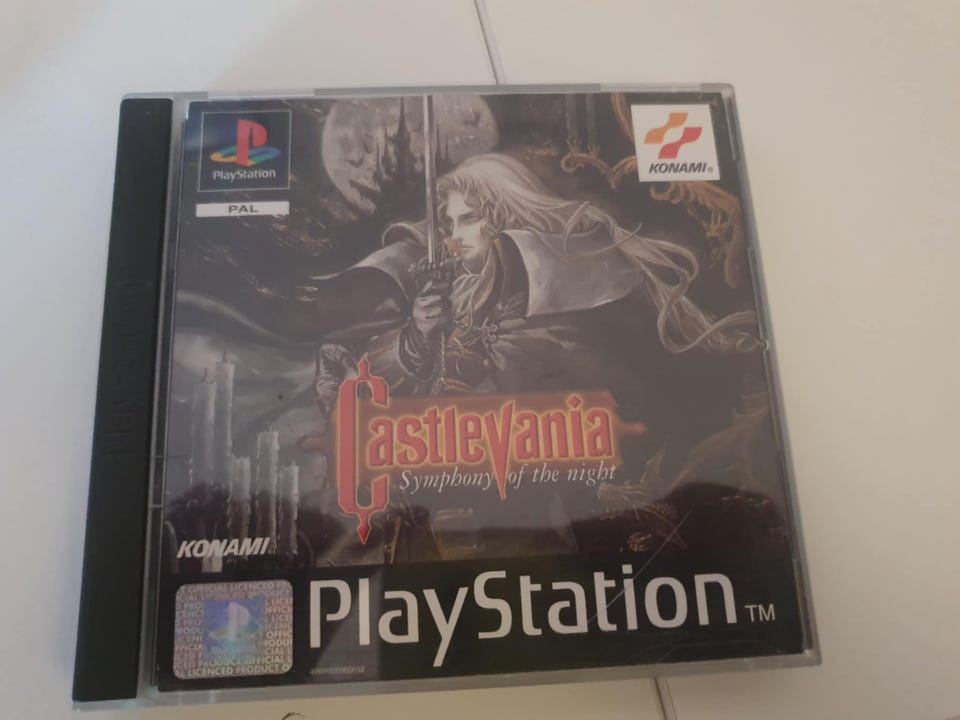 PlayStation
PAL
KONAMI®
Castlevania
Symphony of the night
KONAMI
PlayStation™